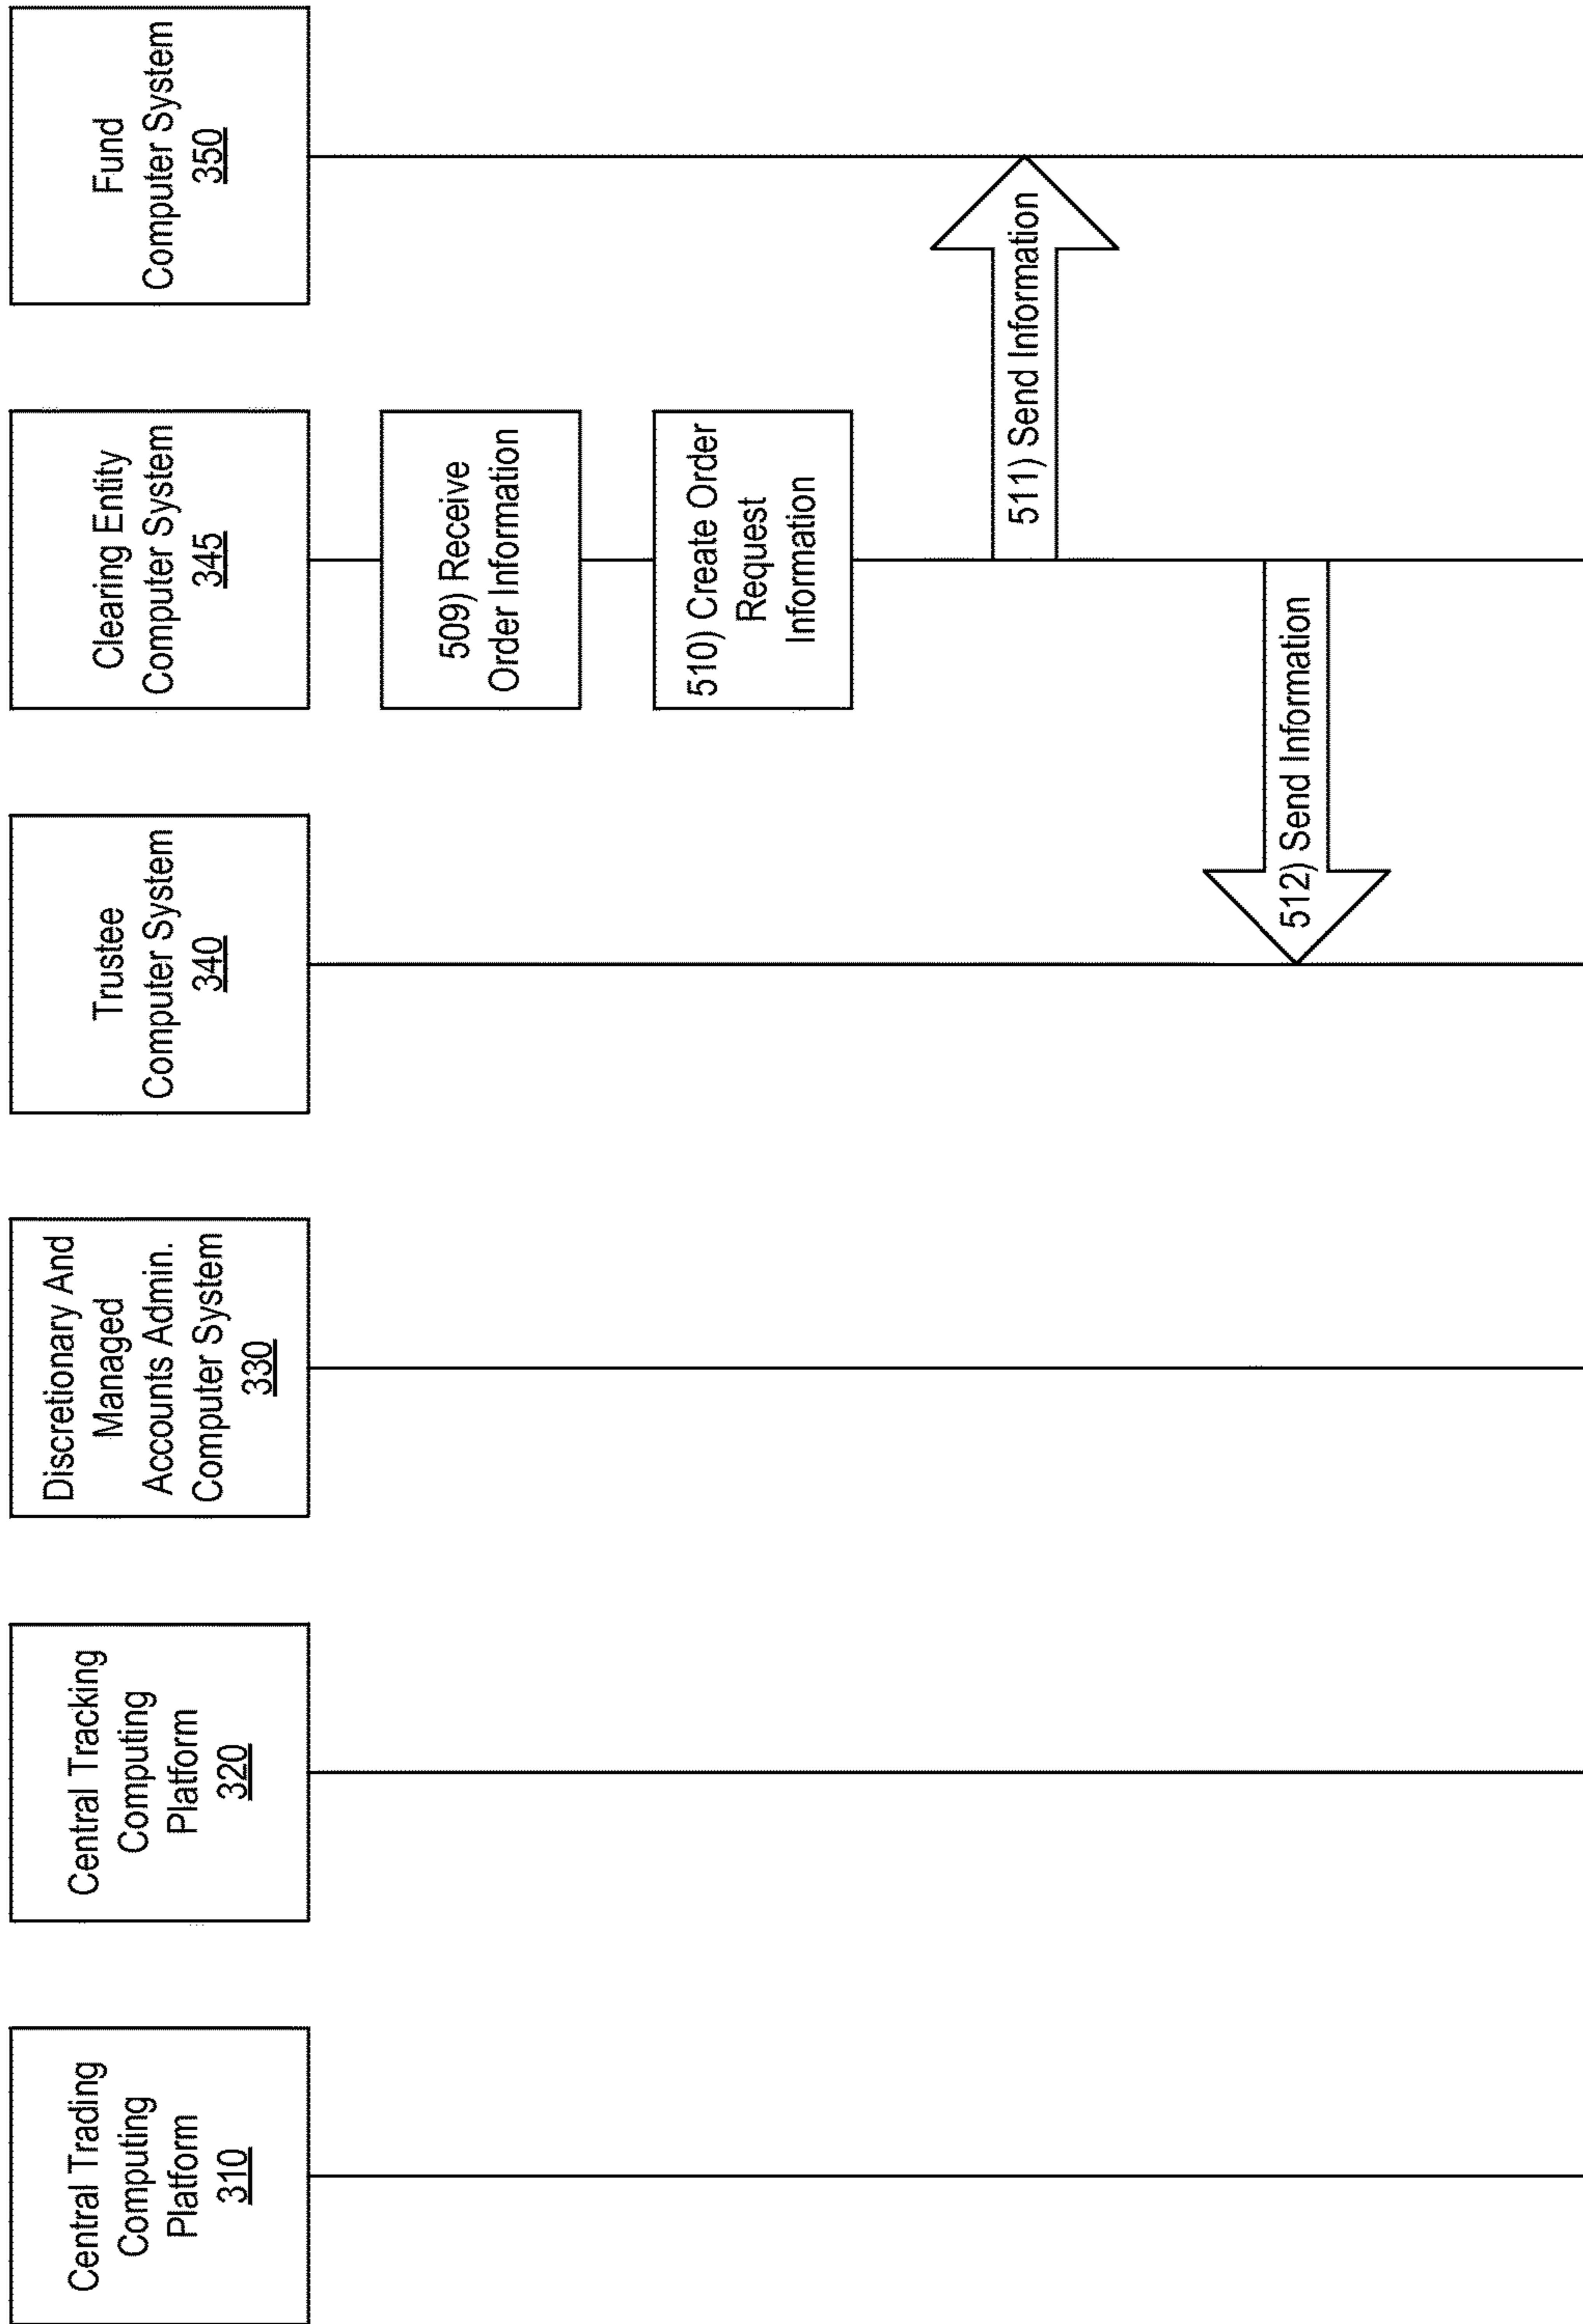 Central Trading
Computing
Platform
310
Central Tracking
Computing
Platform
320
Discretionary And
Managed
Accounts Admin.
Computer System
330
Trustee
Computer System
340
Clearing Entity
Computer System
345
Fund
Computer System
350
509) Receive
Order Information
510) Create Order
Request
Information
511) Send Information
512) Send Information